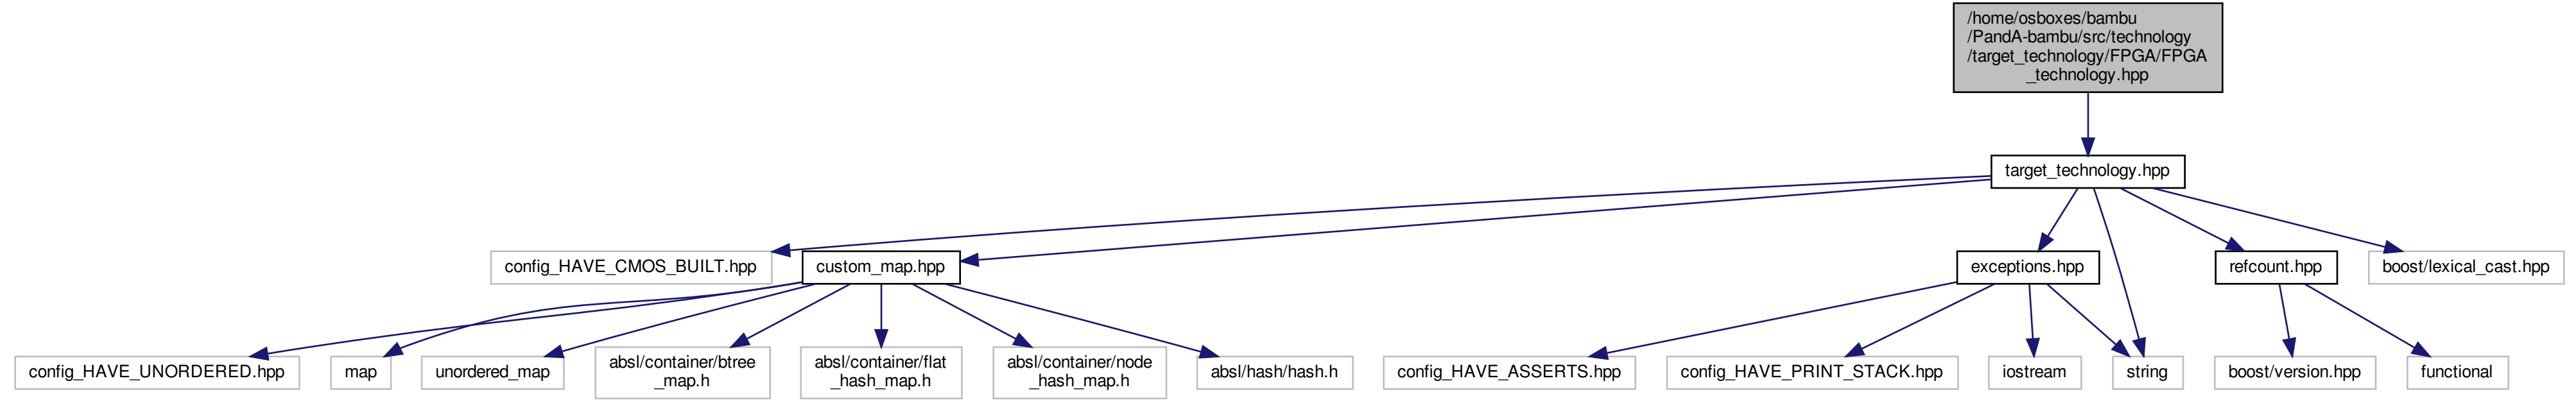 /home/osboxes/bambu
/PandA-bambu/src/technology
/target_technology/FPGA/FPGA
_technology.hpp
target_technology.hpp
config_HAVE_CMOS_BUILT.hpp
custom_map.hpp
exceptions.hpp
refcount.hpp
boost/lexical_cast.hpp
config_HAVE_UNORDERED.hpp
map
unordered_map
absl/container/btree
_map.h
absl/container/flat
_hash_map.h
absl/container/node
_hash_map.h
absl/hash/hash.h
config_HAVE_ASSERTS.hpp
config_HAVE_PRINT_STACK.hpp
iostream
string
boost/version.hpp
functional